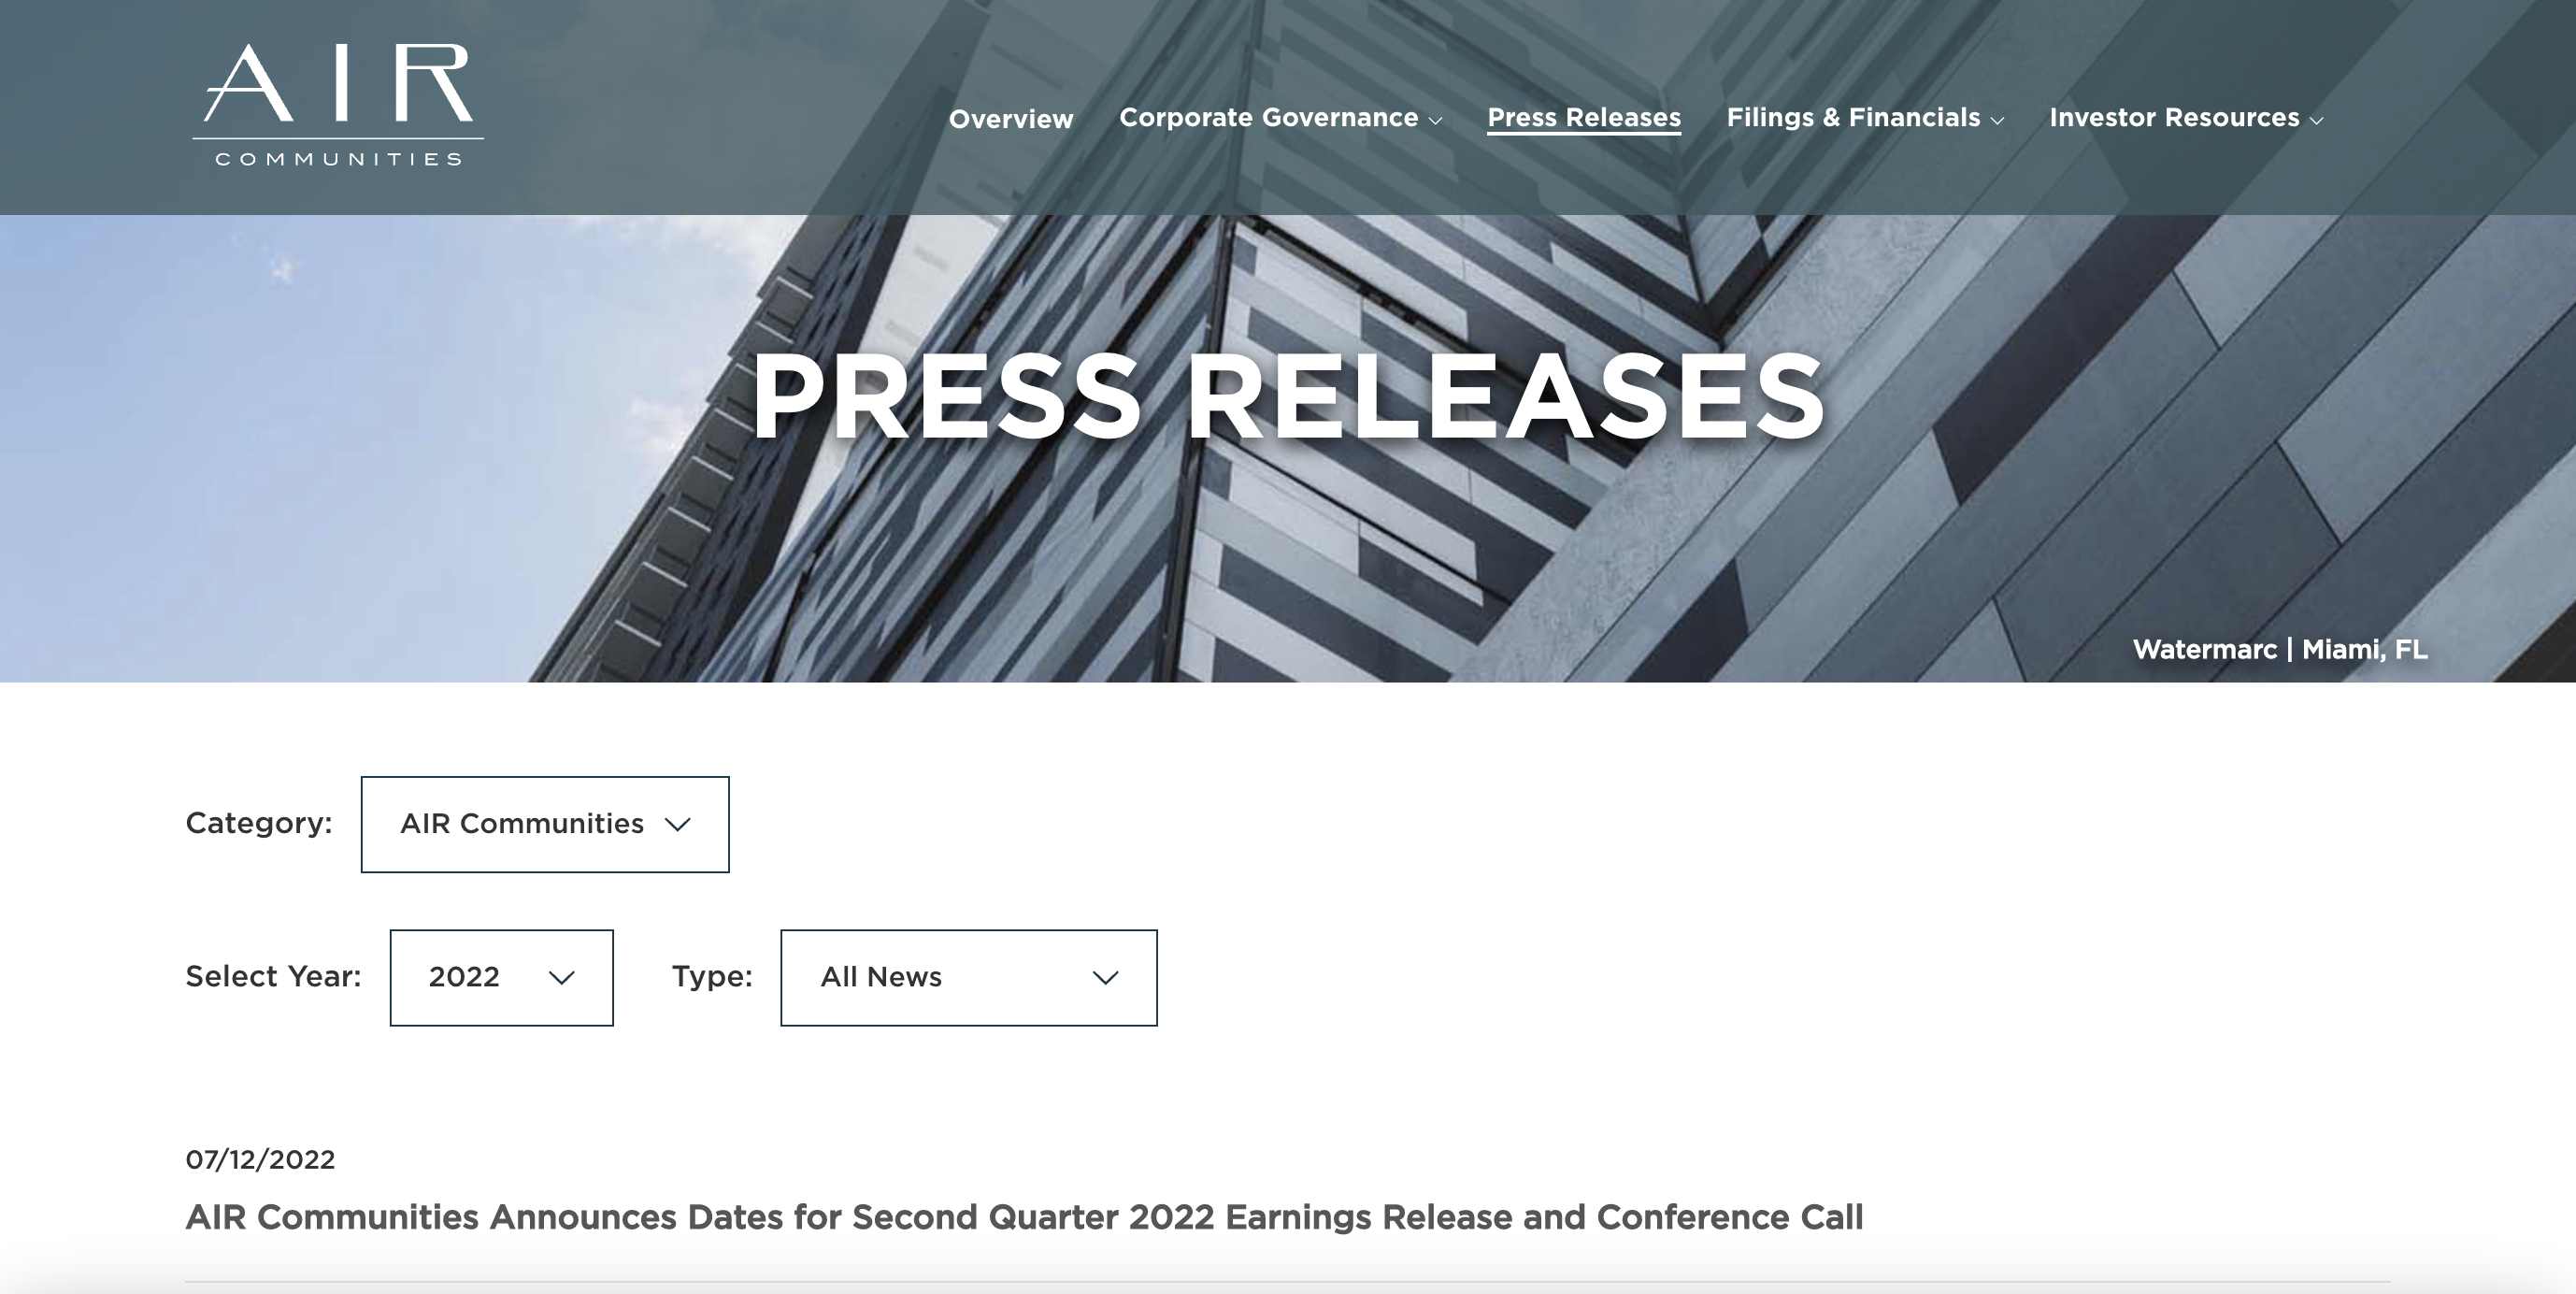 AIR
COMMUNITIES
Overview
Corporate Governance
Press Releases
Filings & Financials
Investor Resources
PRESS RELEASES
Watermarc | Miami, FL
Category:
AIR Communities
Select Year:
2022
Type:
All News
07/12/2022
AIR Communities Announces Dates for Second Quarter 2022 Earnings Release and Conference Call